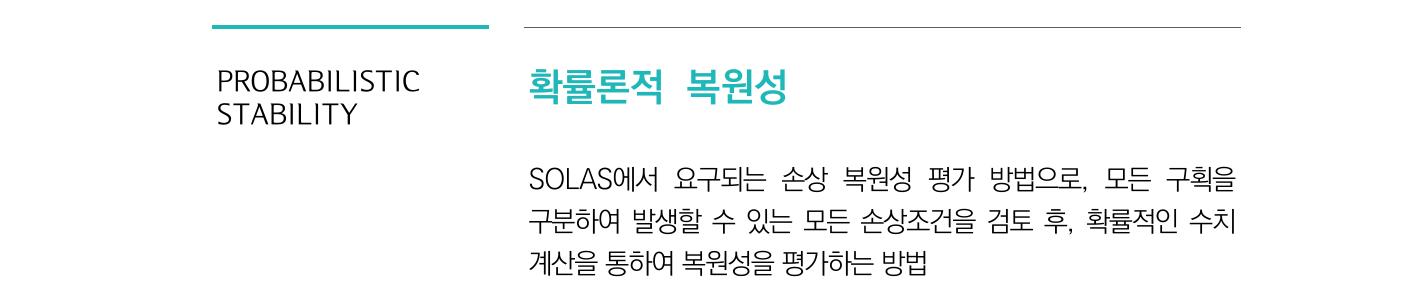 PROBABILISTIC
STABILITY
확률론적 복원성
SOLAS에서 요구되는 손상 복원성 평가 방법으로, 모든 구획을
구분하여 발생할 수 있는 모든 손상조건을 검토 후, 확률적인 수치
계산을 통하여 복원성을 평가하는 방법